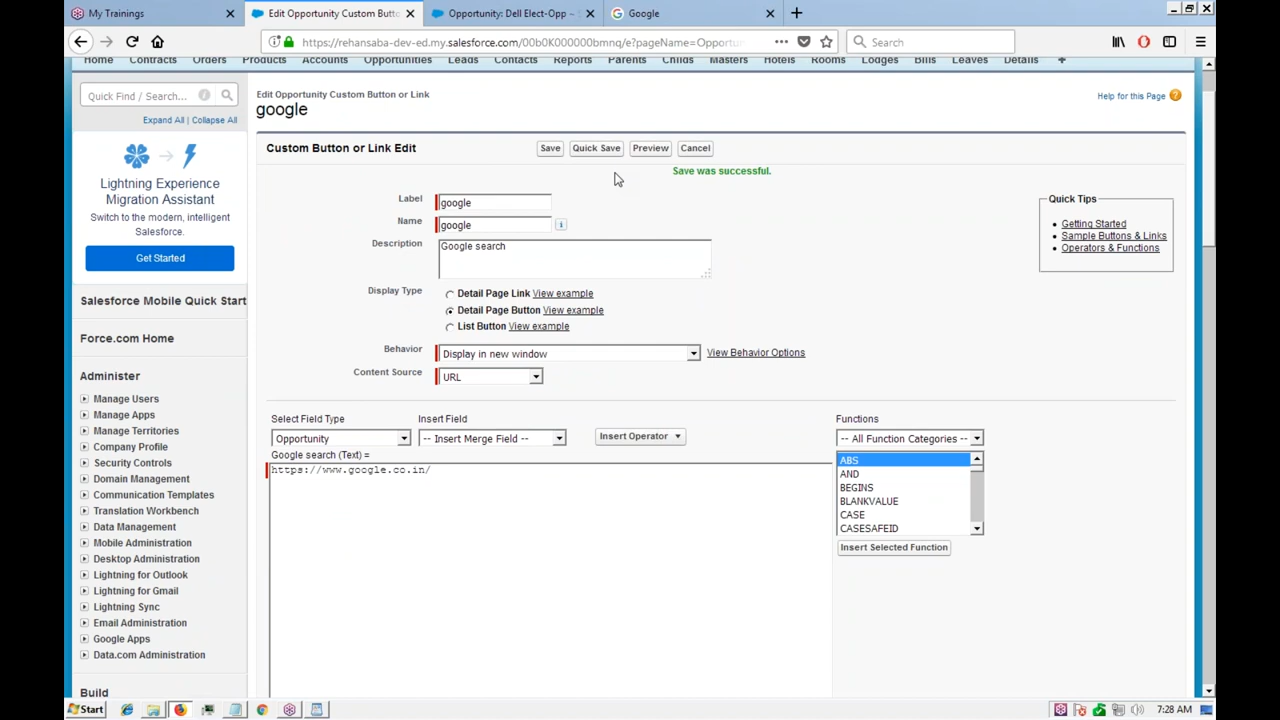 My Trainings
Edit Opportunity Custom Butto
Opportunity: Dell Elect-Opp ~
Google
https://rehansaba-dev-ed.my.salesforce.com/00b0K00000bmnq/e?pageName=Opportu
Search
Home Contracts Orders Products Accounts Opportunities Leads Contacts Reports Parents Childs Masters Hotels Rooms Lodges Bills Leaves Details +
Quick Find / Search...
Expand All | Collapse All
Lightning Experience
Migration Assistant
Switch to the modern, intelligent
Salesforce.
Get Started
Salesforce Mobile Quick Start
Force.com Home
Administer
Manage Users
Manage Apps
Manage Territories
Company Profile
Security Controls
Domain Management
Communication Templates
Translation Workbench
Data Management
Mobile Administration
Desktop Administration
Lightning for Outlook
Lightning for Gmail
Lightning Sync
Email Administration
Google Apps
Data.com Administration
Build
Edit Opportunity Custom Button or Link
google
Help for this Page
Custom Button or Link Edit
Save Quick Save Preview Cancel
Save was successful.
Label google
Name google
Description Google search
Display Type
Detail Page Link View example
Detail Page Button View example
List Button View example
Behavior Display in new window View Behavior Options
Content Source URL
Quick Tips
Getting Started
Sample Buttons & Links
Operators & Functions
Select Field Type Insert Field
Opportunity -- Insert Merge Field -- Insert Operator
Google search (Text) =
https://www.google.co.in/
Functions
-- All Function Categories --
ABS
AND
BEGINS
BLANKVALUE
CASE
CASESAFEID
Insert Selected Function
Start
7:28 AM